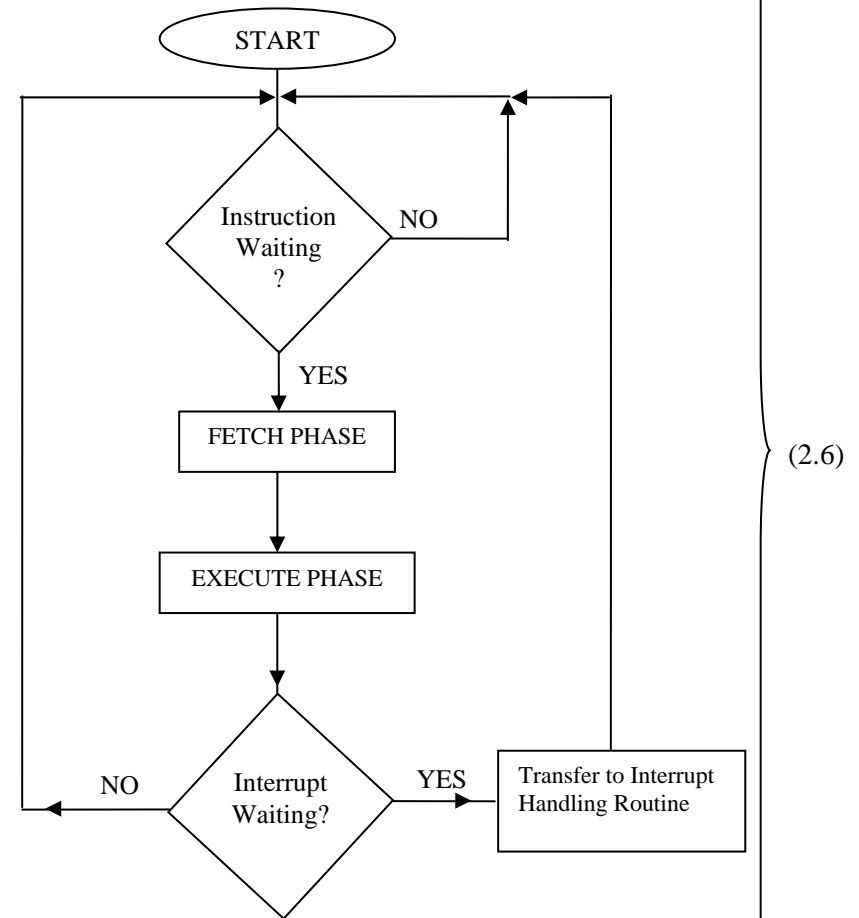 START
Instruction
Waiting
?
NO
YES
FETCH PHASE
(2.6)
EXECUTE PHASE
NO
Interrupt
Waiting?
YES
Transfer to Interrupt
Handling Routine